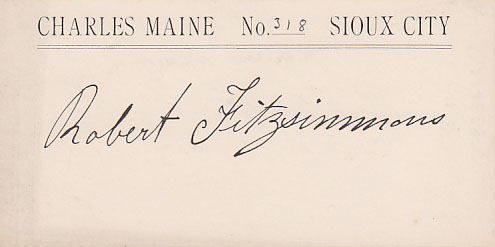 CHARLES MAINE No. 318 SIOUX CITY
Robert Fitzsimmons